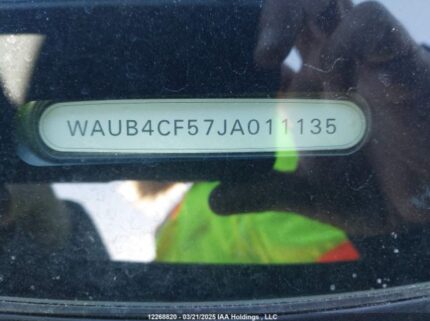 WAUB4CF57JA011135
12268820 - 03/21/2025 IAA Holdings , LLC